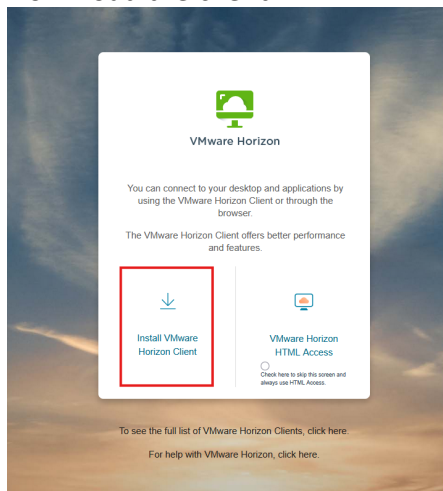 VMware Horizon
You can connect to your desktop and applications by
using the VMware Horizon Client or through the
browser.
The VMware Horizon Client offers better performance
and features.
Install VMware
Horizon Client
VMware Horizon
HTML Access
Check here to skip this screen and
always use HTML Access.
To see the full list of VMware Horizon Clients, click here.
For help with VMware Horizon, click here.